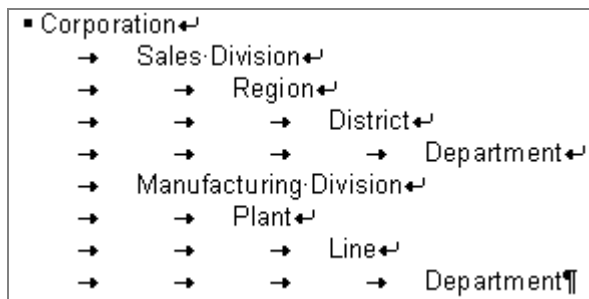 ▪ Corporation↵
→ Sales·Division↵
→ → Region↵
→ → → District↵
→ → → → Department↵
→ Manufacturing·Division↵
→ → Plant↵
→ → → Line↵
→ → → → Department¶